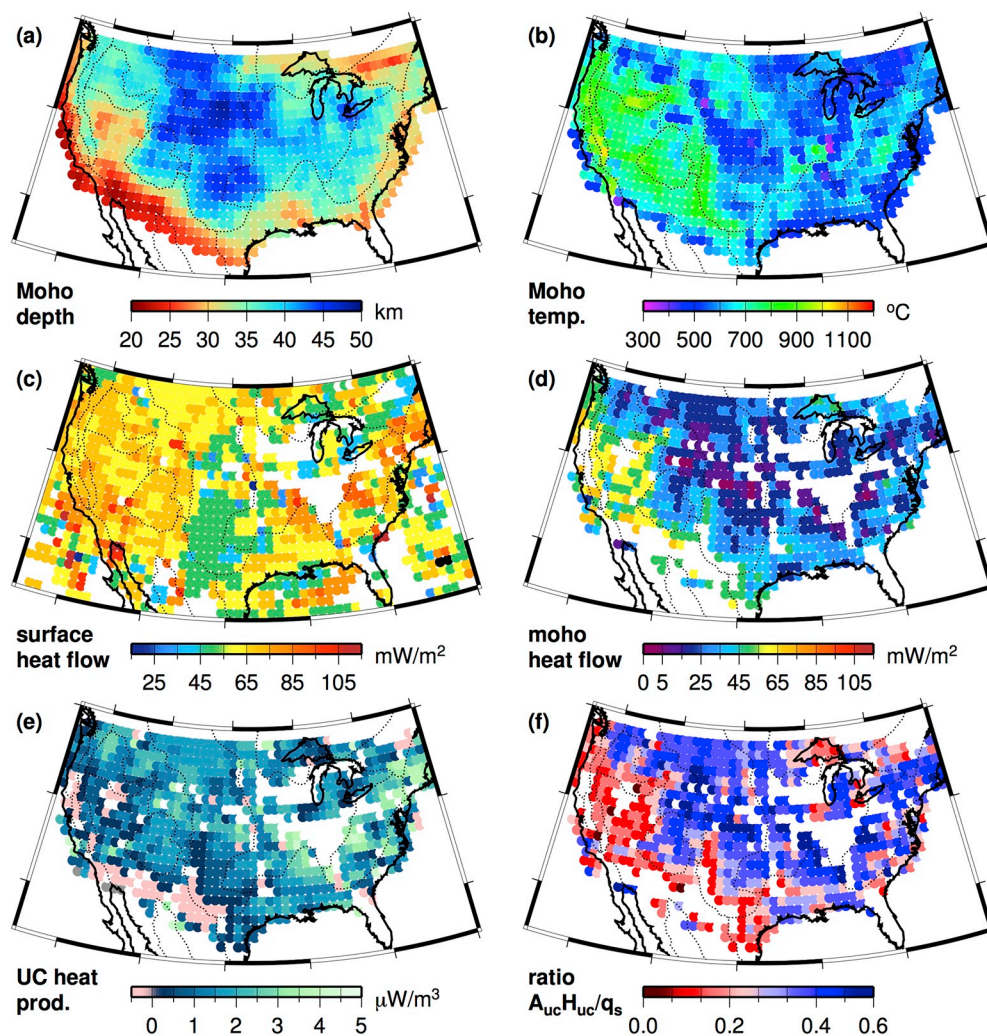 (a)
(b)
Moho depth
km
20 25 30 35 40 45 50
Moho temp.
°C
300 500 700 900 1100
(c)
(d)
surface heat flow
mW/m²
25 45 65 85 105
moho heat flow
mW/m²
0 5 25 45 65 85 105
(e)
(f)
UC heat prod.
μW/m³
0 1 2 3 4 5
ratio
AucHuc/qs
0.0 0.2 0.4 0.6